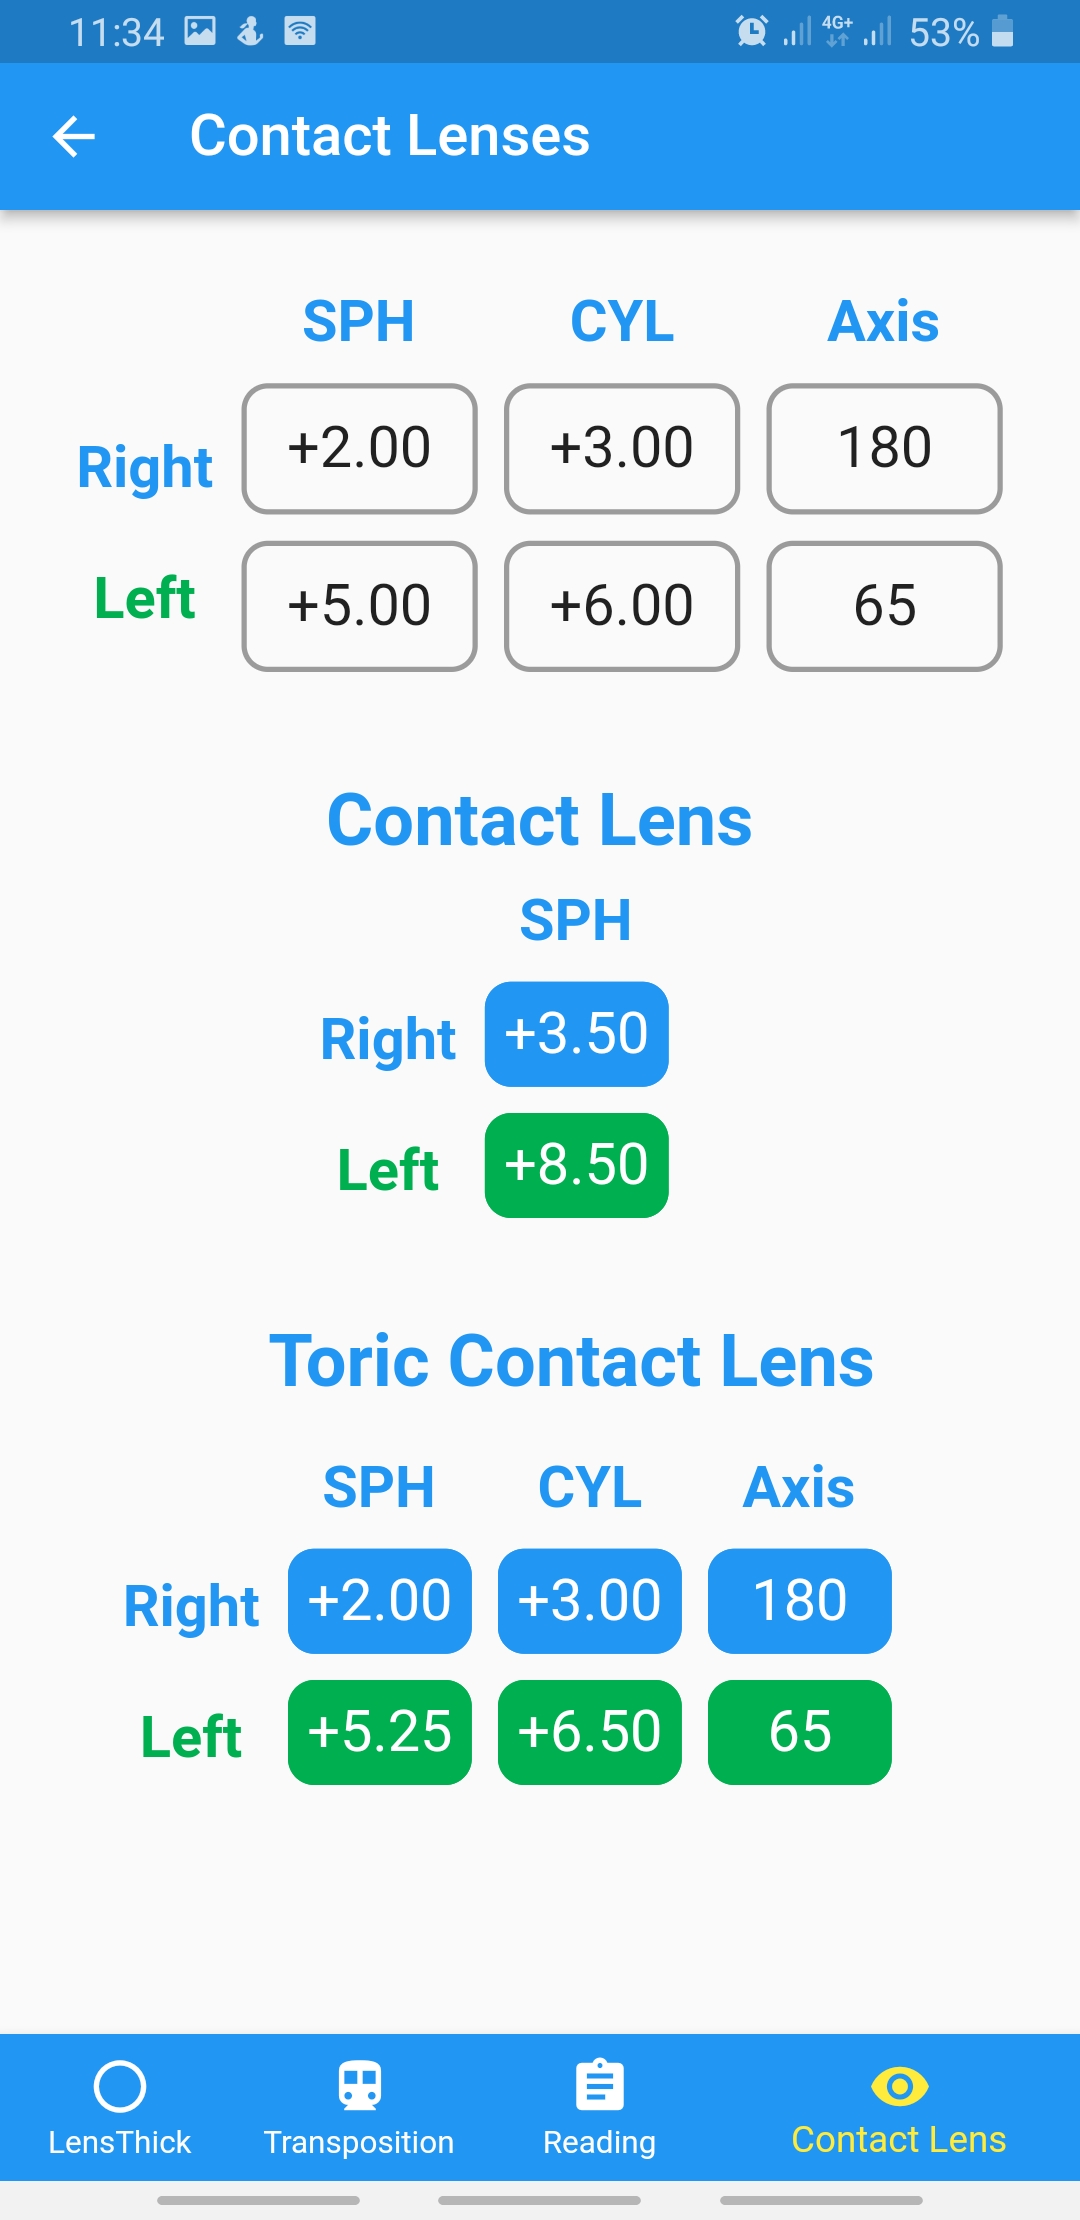 11:34 4G+ 53%
Contact Lenses
SPH CYL Axis
Right +2.00 +3.00 180
Left +5.00 +6.00 65
Contact Lens
SPH
Right +3.50
Left +8.50
Toric Contact Lens
SPH CYL Axis
Right +2.00 +3.00 180
Left +5.25 +6.50 65
LensThick Transposition Reading Contact Lens